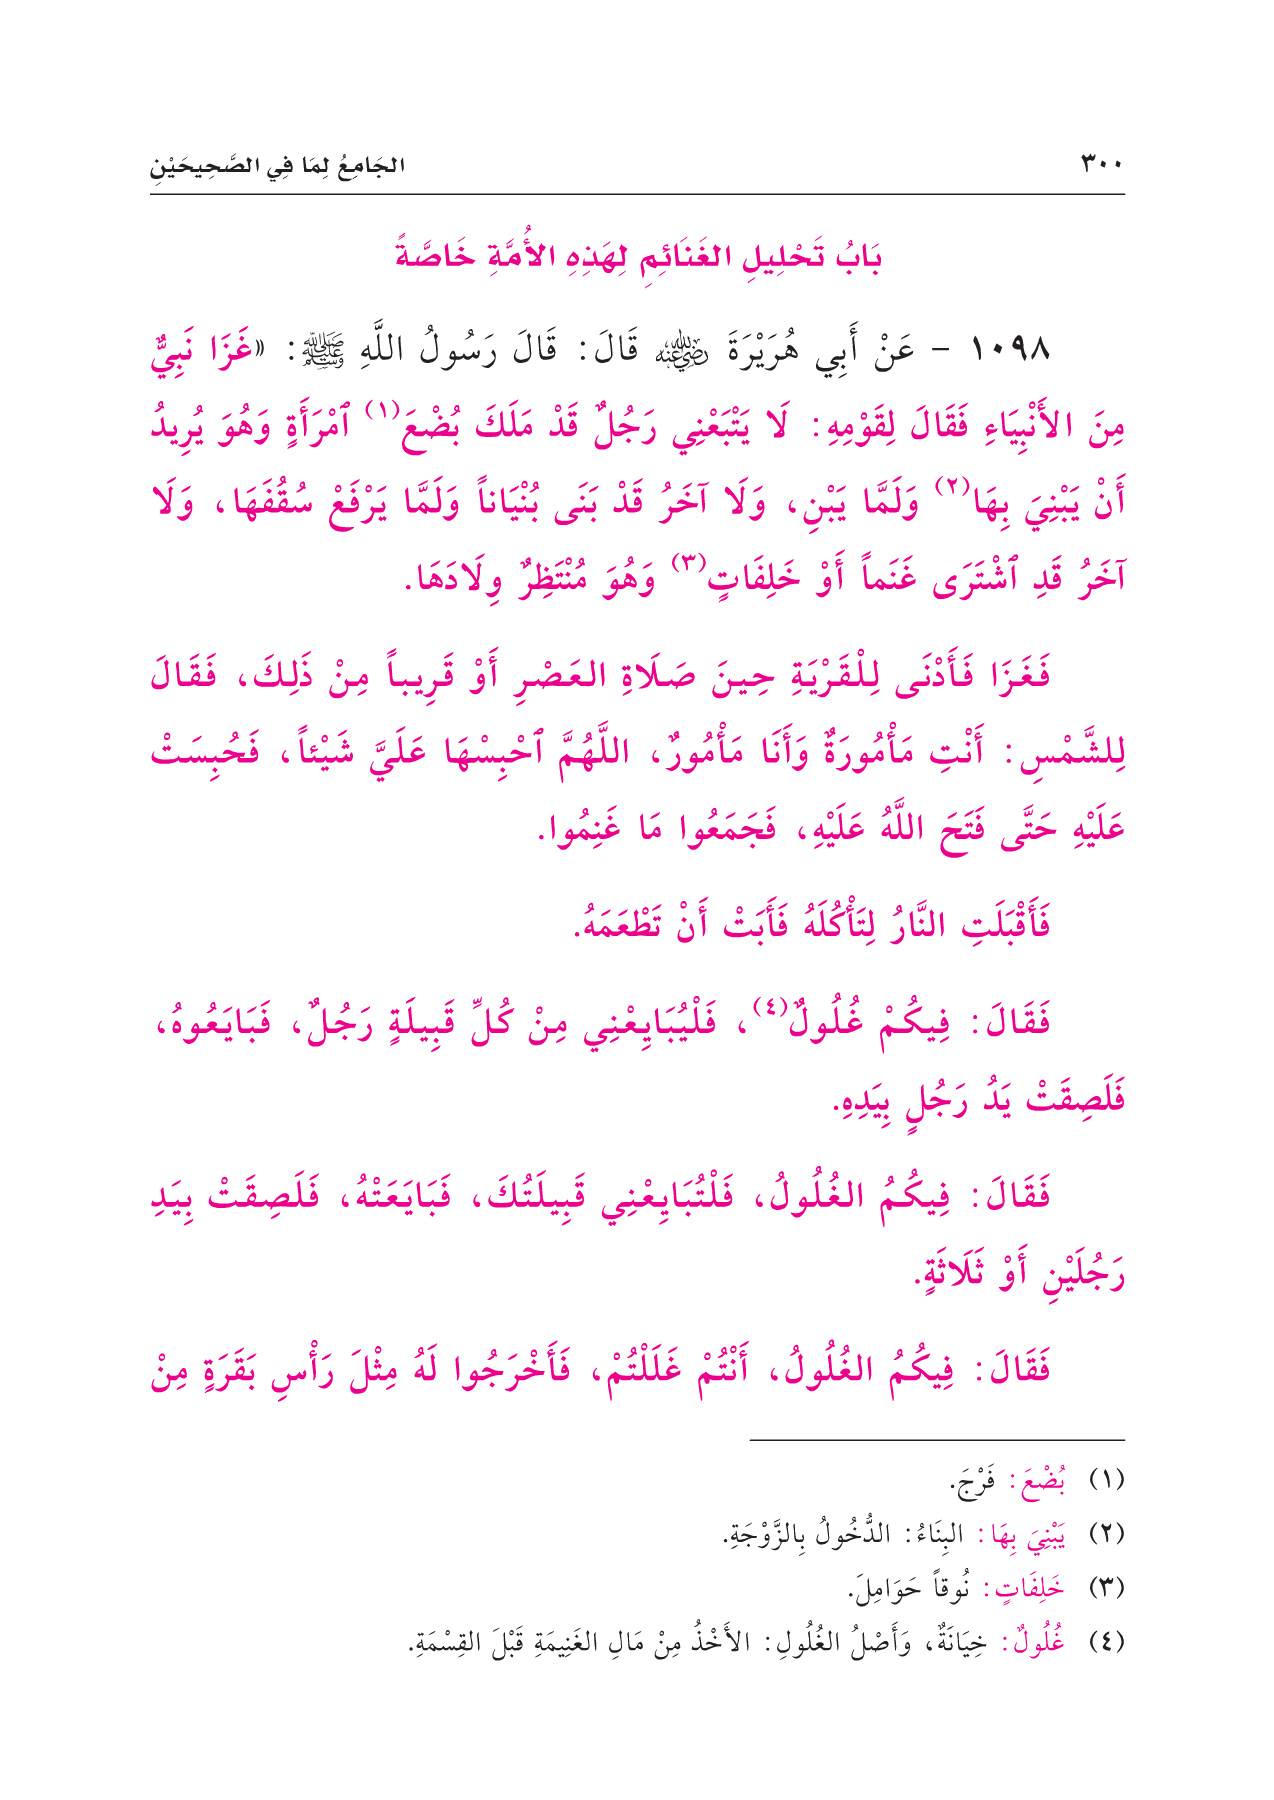 ٣٠٠ الجَامِعُ لِمَا فِي الصَّحِيحَيْنِ
بَابُ تَحْلِيلِ الغَنَائِمِ لِهَذِهِ الأُمَّةِ خَاصَّةً
١٠٩٨ - عَنْ أَبِي هُرَيْرَةَ رضي الله عنه قَالَ: قَالَ رَسُولُ اللَّهِ ﷺ: «غَزَا نَبِيٌّ
مِنَ الأَنْبِيَاءِ فَقَالَ لِقَوْمِهِ: لَا يَتْبَعْنِي رَجُلٌ قَدْ مَلَكَ بُضْعَ(١) ٱمْرَأَةٍ وَهُوَ يُرِيدُ
أَنْ يَبْنِيَ بِهَا(٢) وَلَمَّا يَبْنِ، وَلَا آخَرُ قَدْ بَنَى بُنْيَاناً وَلَمَّا يَرْفَعْ سُقُفَهَا، وَلَا
آخَرُ قَدِ ٱشْتَرَى غَنَماً أَوْ خَلِفَاتٍ(٣) وَهُوَ مُنْتَظِرٌ وِلَادَهَا.
فَغَزَا فَأَدْنَى لِلْقَرْيَةِ حِينَ صَلَاةِ العَصْرِ أَوْ قَرِيباً مِنْ ذَلِكَ، فَقَالَ
لِلشَّمْسِ: أَنْتِ مَأْمُورَةٌ وَأَنَا مَأْمُورٌ، اللَّهُمَّ ٱحْبِسْهَا عَلَيَّ شَيْئاً، فَحُبِسَتْ
عَلَيْهِ حَتَّى فَتَحَ اللَّهُ عَلَيْهِ، فَجَمَعُوا مَا غَنِمُوا.
فَأَقْبَلَتِ النَّارُ لِتَأْكُلَهُ فَأَبَتْ أَنْ تَطْعَمَهُ.
فَقَالَ: فِيكُمْ غُلُولٌ(٤)، فَلْيُبَايِعْنِي مِنْ كُلِّ قَبِيلَةٍ رَجُلٌ، فَبَايَعُوهُ،
فَلَصِقَتْ يَدُ رَجُلٍ بِيَدِهِ.
فَقَالَ: فِيكُمُ الغُلُولُ، فَلْتُبَايِعْنِي قَبِيلَتُكَ، فَبَايَعَتْهُ، فَلَصِقَتْ بِيَدِ
رَجُلَيْنِ أَوْ ثَلَاثَةٍ.
فَقَالَ: فِيكُمُ الغُلُولُ، أَنْتُمْ غَلَلْتُمْ، فَأَخْرَجُوا لَهُ مِثْلَ رَأْسِ بَقَرَةٍ مِنْ
(١) بُضْعَ: فَرْجَ.
(٢) يَبْنِيَ بِهَا: البِنَاءُ: الدُّخُولُ بِالزَّوْجَةِ.
(٣) خَلِفَاتٍ: نُوقاً حَوَامِلَ.
(٤) غُلُولٌ: خِيَانَةٌ، وَأَصْلُ الغُلُولِ: الأَخْذُ مِنْ مَالِ الغَنِيمَةِ قَبْلَ القِسْمَةِ.